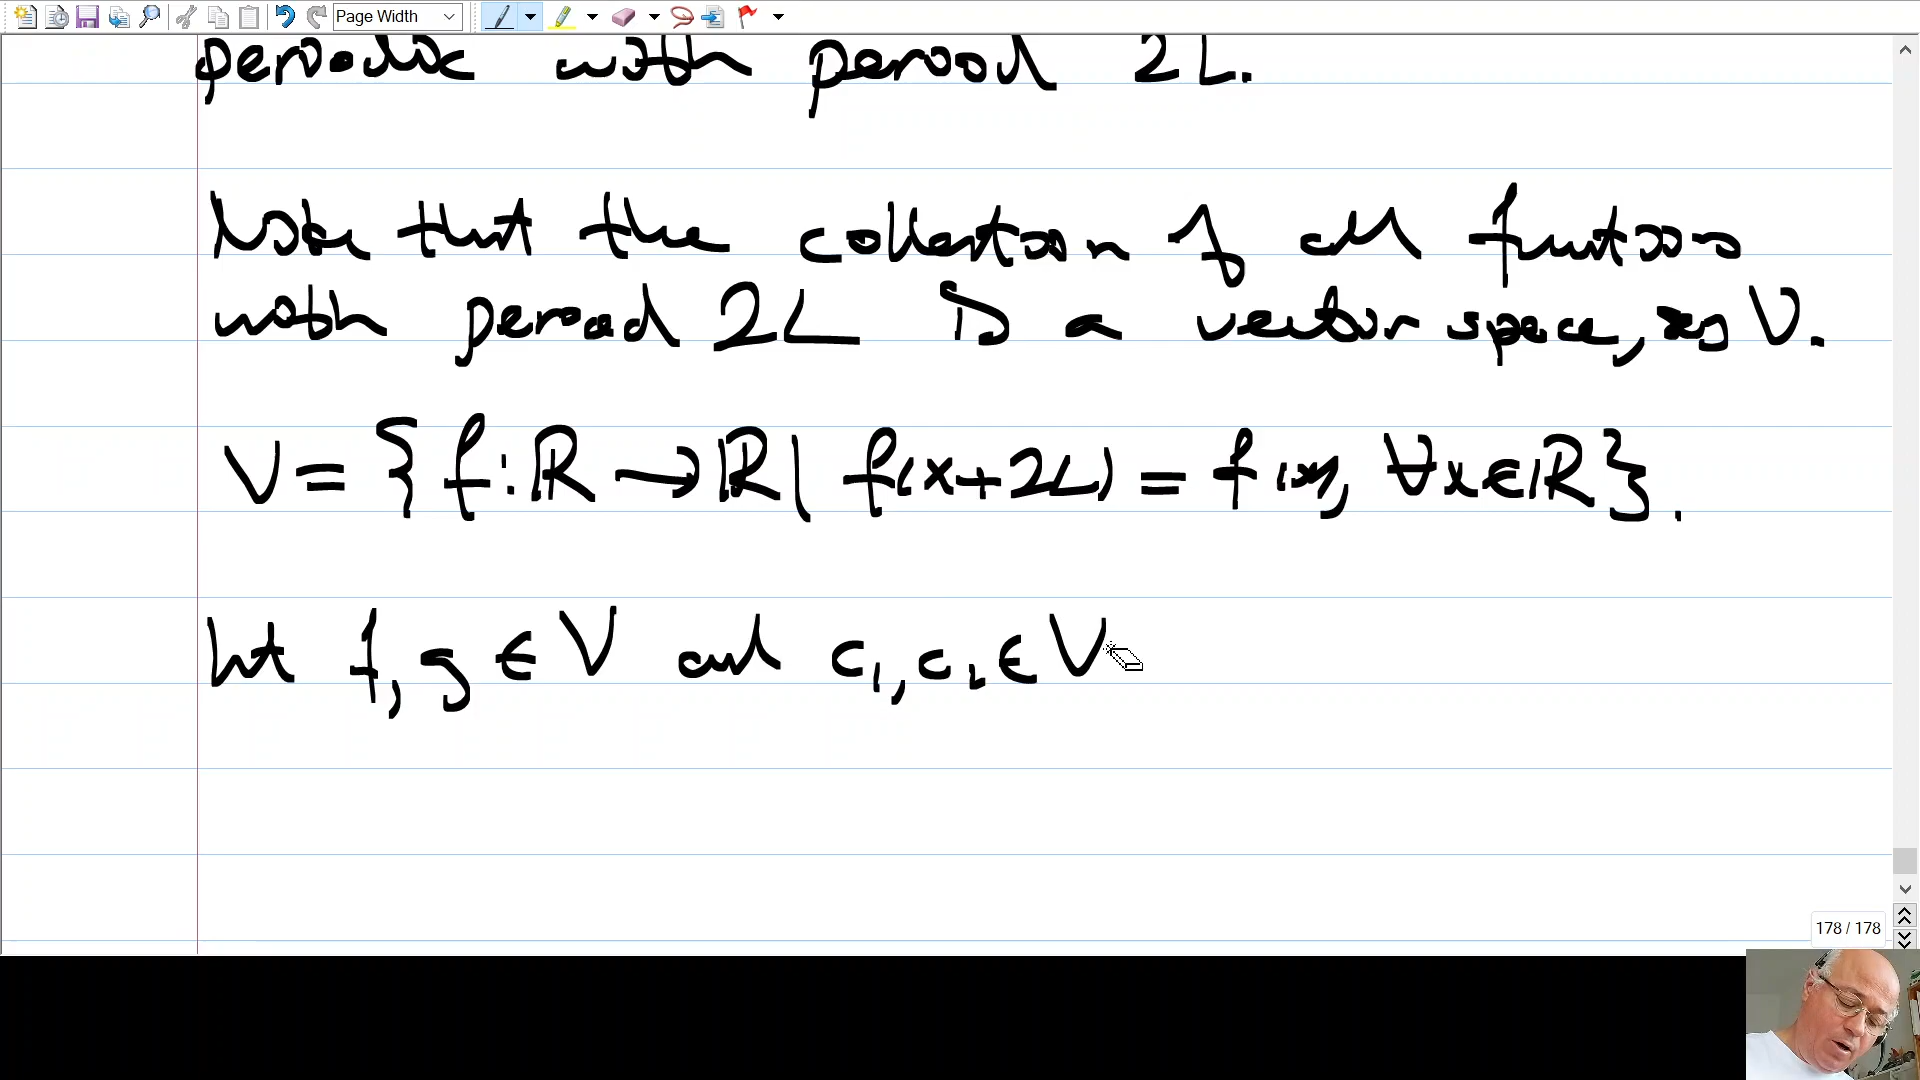 Page Width
periodic with period 2L.
Note that the collection of all functions
with period 2L is a vector space, say V.
V = { f : ℝ → ℝ | f(x+2L) = f(x), ∀x∈ℝ }.
Let f, g ∈ V and c₁, c₂ ∈ V
178 / 178